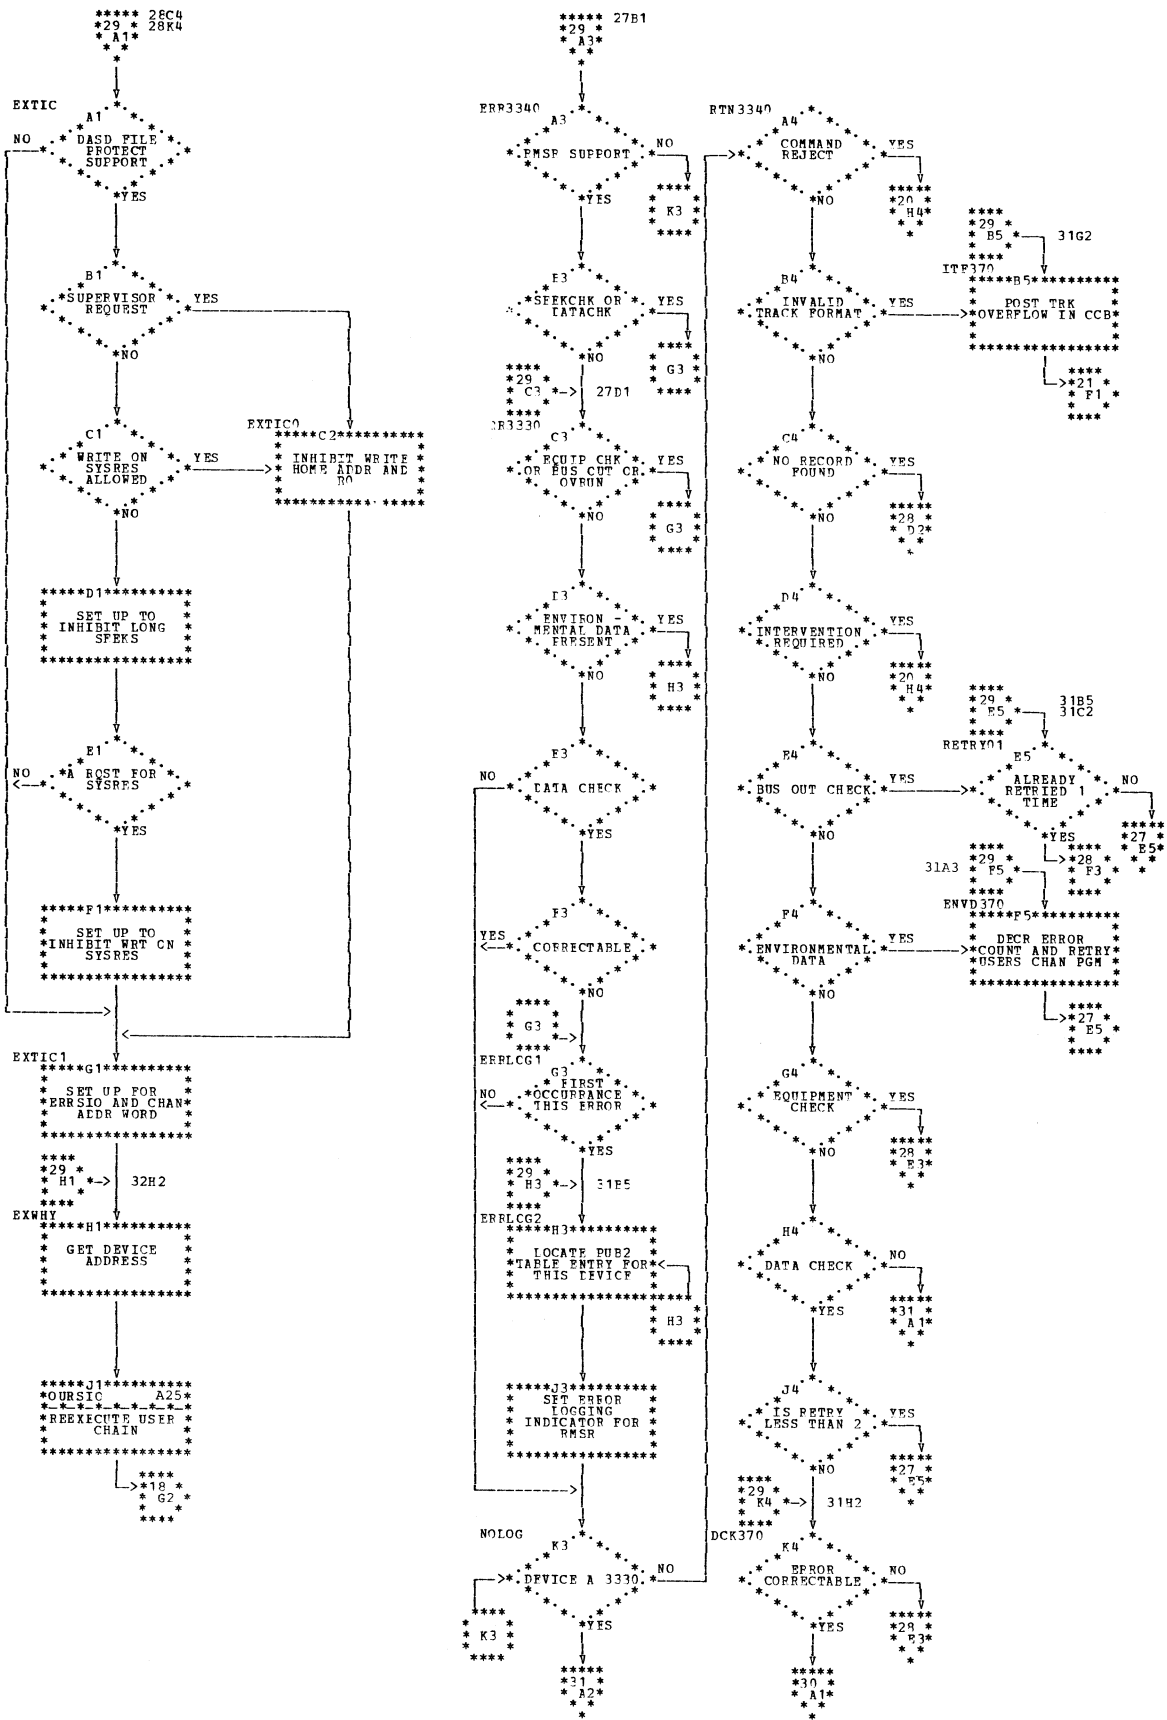 28C4
29 28K4
A1
EXTIC
A1
NO
DASD FILE
PROTECT
SUPPORT
YES
B1
SUPERVISOR
REQUEST
YES
NO
C1
WRITE ON
SYSRES
ALLOWED
YES
NO
EXTIC0
C2
INHIBIT WRITE
HOME ADDR AND
R0
D1
SET UP TO
INHIBIT LONG
SEEKS
E1
NO
A RQST FOR
SYSRES
YES
F1
SET UP TO
INHIBIT WRT ON
SYSRES
EXTIC1
G1
SET UP FOR
ERRSIO AND CHAN
ADDR WORD
29
H1
32H2
EXWHY
H1
GET DEVICE
ADDRESS
J1
OURSIO A25
REEXECUTE USER
CHAIN
18
G2
27B1
29
A3
ERR3340
A3
RMSR SUPPORT
NO
K3
YES
E3
SEEKCHK OR
DATACHK
YES
G3
NO
29
C3
27D1
C3
EQUIP CHK
OR BUS OUT OR
OVRUN
YES
G3
NO
D3
ENVIRON -
MENTAL DATA
PRESENT
YES
H3
NO
E3
NO
DATA CHECK
YES
F3
YES
CORRECTABLE
NO
G3
ERRLCG1
G3
NO
FIRST
OCCURRANCE
THIS ERROR
YES
29
H3
31B5
ERRLCG2
H3
LOCATE PUB2
TABLE ENTRY FOR
THIS DEVICE
H3
J3
SET ERROR
LOGGING
INDICATOR FOR
RMSR
NOLOG
K3
DEVICE A 3330
NO
K3
YES
31
A2
RTN3340
A4
COMMAND
REJECT
YES
20
H4
NO
B4
INVALID
TRACK FORMAT
YES
NO
29
B5
31G2
ITF370
B5
POST TRK
OVERFLOW IN CCB
21
F1
C4
NO RECORD
FOUND
YES
28
D2
NO
D4
INTERVENTION
REQUIRED
YES
20
H4
NO
E4
BUS OUT CHECK
YES
NO
29
E5
31B5
31C2
RETRY01
E5
ALREADY
RETRIED 1
TIME
NO
27
E5
YES
28
F3
29
F5
31A3
ENVD370
F5
DECR ERROR
COUNT AND RETRY
USERS CHAN PGM
27
E5
F4
ENVIRONMENTAL
DATA
YES
NO
G4
EQUIPMENT
CHECK
YES
28
E3
NO
H4
DATA CHECK
NO
31
A1
YES
J4
IS RETRY
LESS THAN 2
YES
27
E5
NO
29
K4
31H2
DCK370
K4
ERROR
CORRECTABLE
NO
28
E3
YES
30
A1